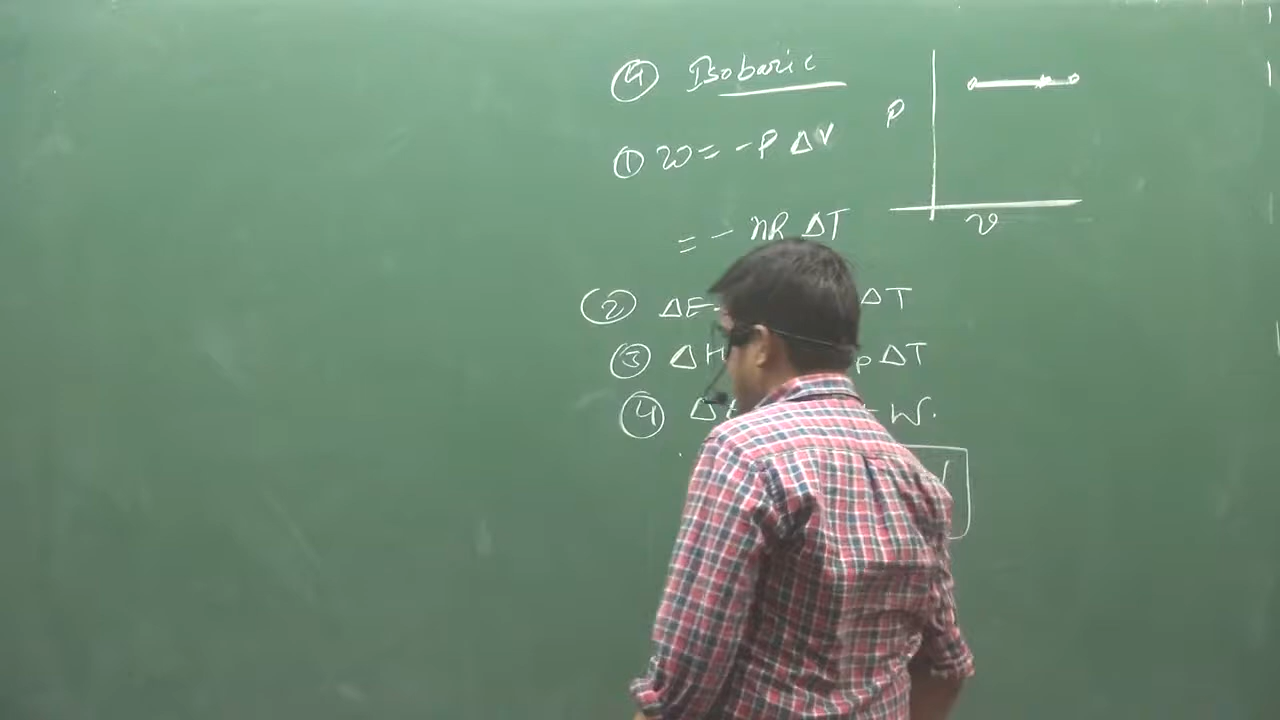 ④ Isobaric
P
① W = -P ΔV
= - nR ΔT
V
② ΔE ΔT
③ ΔH p ΔT
④ Δ W.